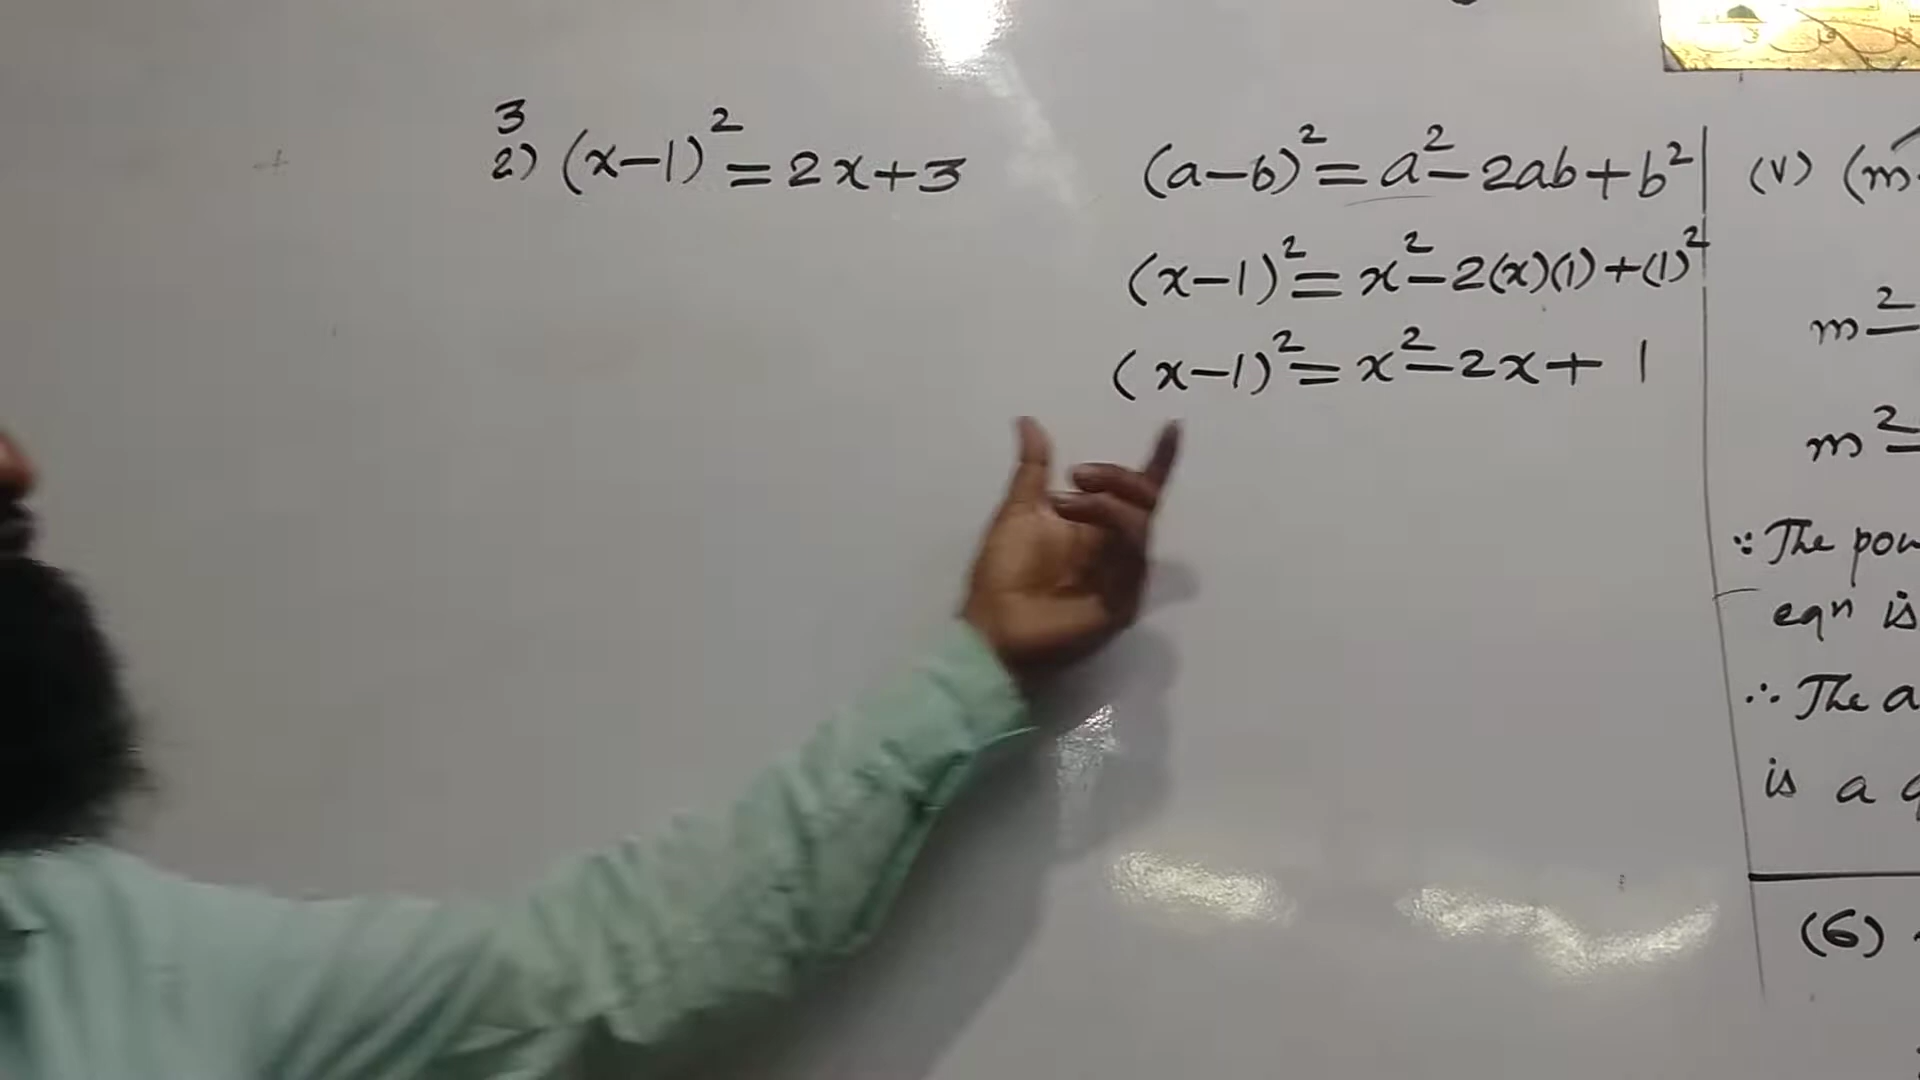 3
2) (x-1)² = 2x+3
(a-b)² = a² - 2ab + b²
(x-1)² = x² - 2(x)(1) + (1)²
(x-1)² = x² - 2x + 1
(v) (m
m² -
m² -
∵ The
eqn is
∴ The a
is a
(6)